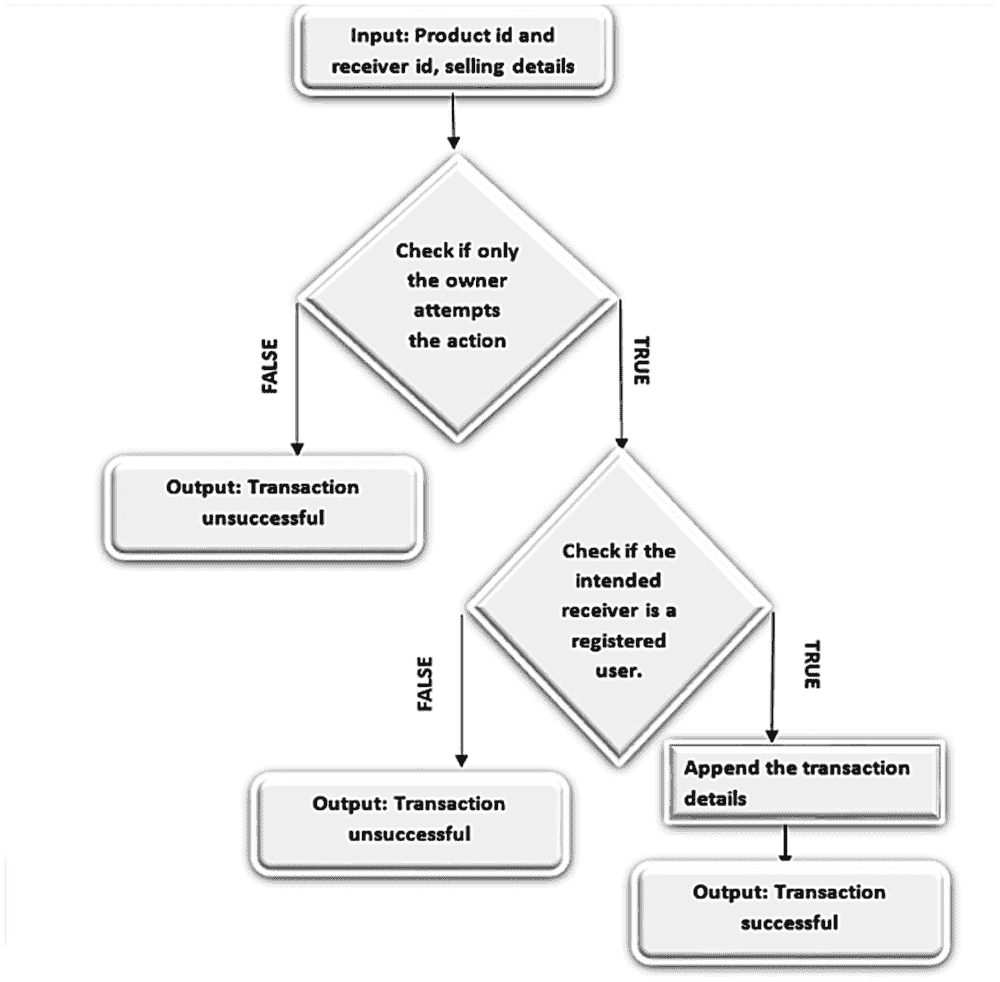 Input: Product id and
receiver id, selling details
Check if only
the owner
attempts
the action
FALSE
TRUE
Output: Transaction
unsuccessful
Check if the
intended
receiver is a
registered
user.
FALSE
TRUE
Append the transaction
details
Output: Transaction
unsuccessful
Output: Transaction
successful